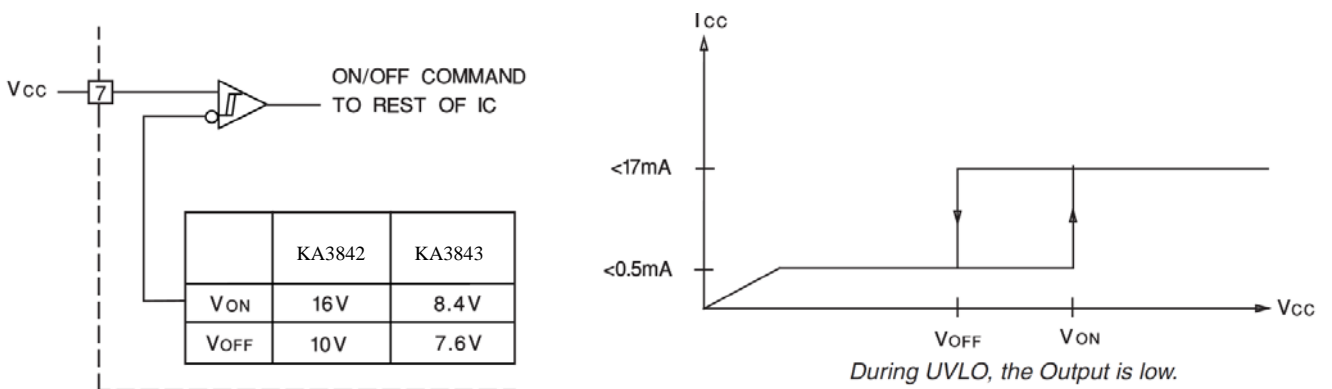 Vcc
7
ON/OFF COMMAND
TO REST OF IC
KA3842 KA3843
VON 16V 8.4V
VOFF 10V 7.6V
Icc
<17mA
<0.5mA
VOFF VON
Vcc
During UVLO, the Output is low.